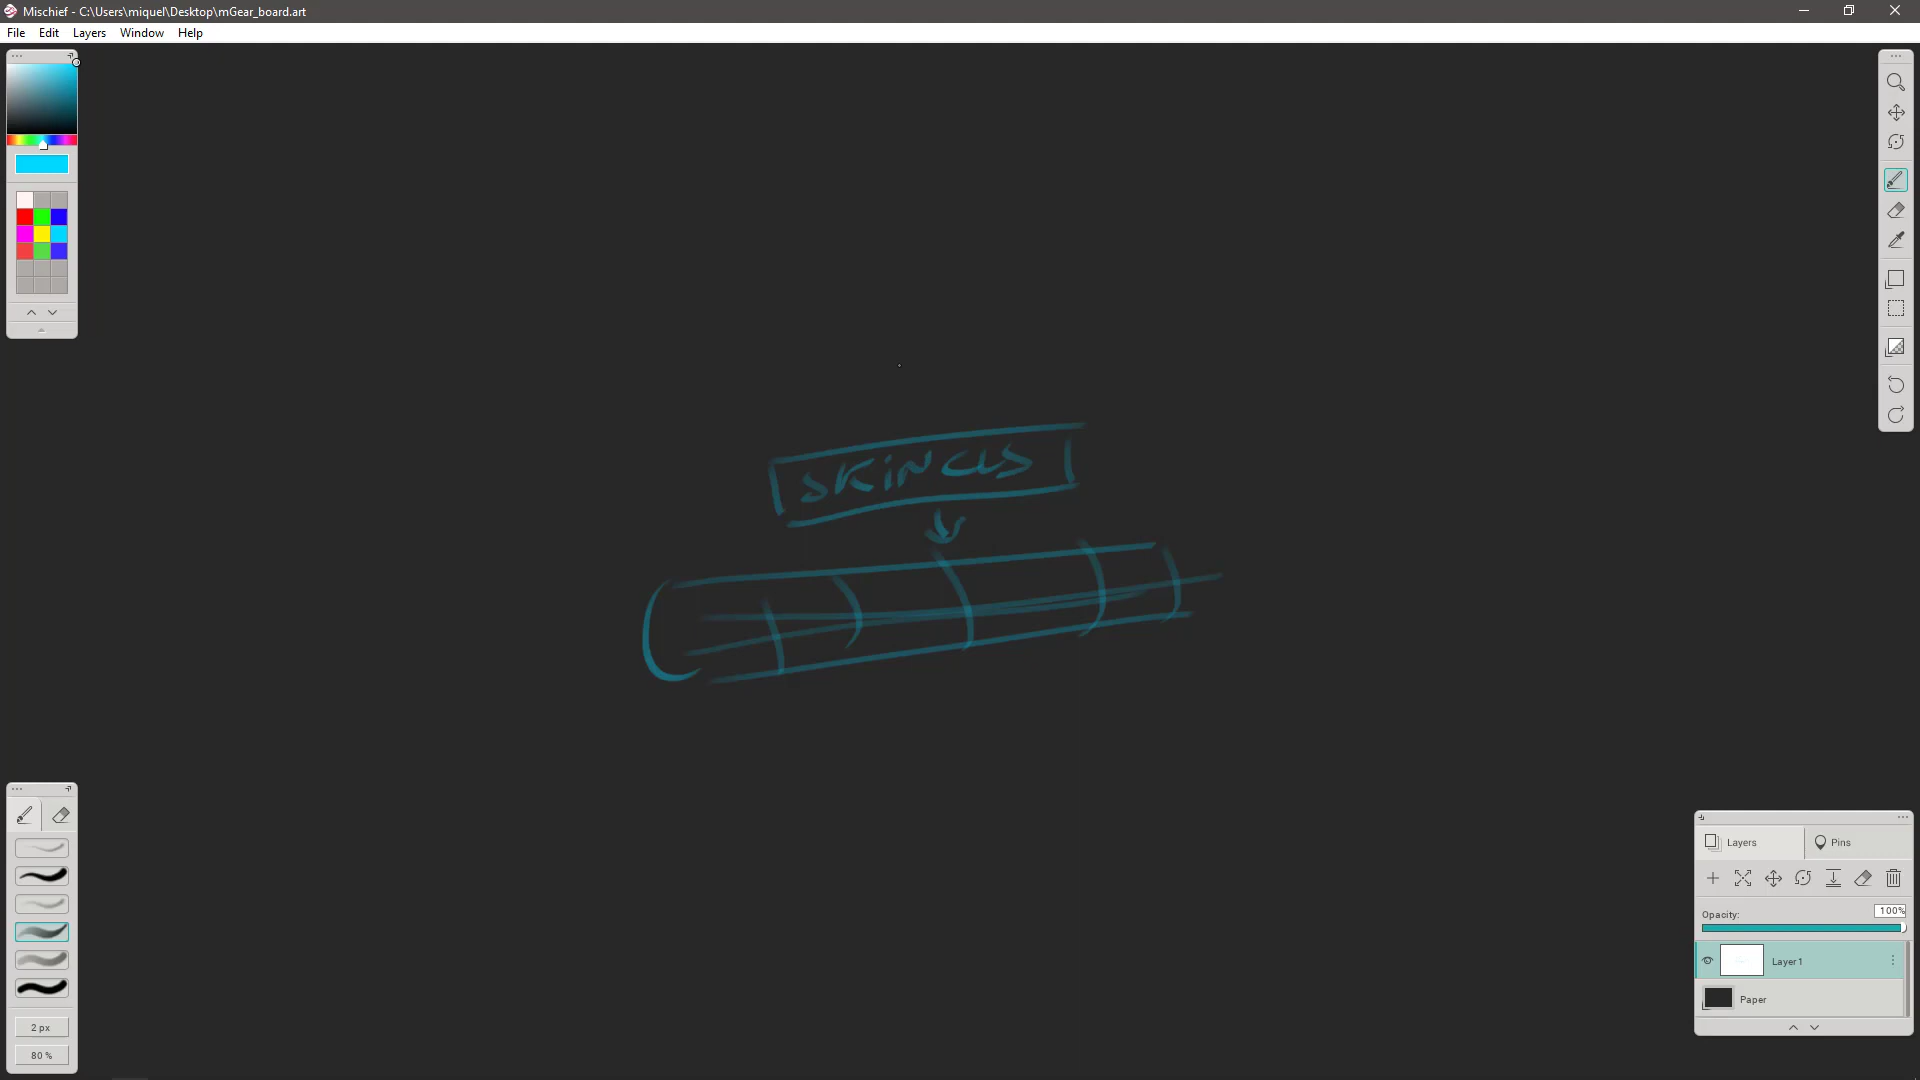 Mischief - C:\Users\miquel\Desktop\mGear_board.art
File Edit Layers Window Help
SKINCLS
2 px
80 %
Layers Pins
Opacity: 100%
Layer 1
Paper